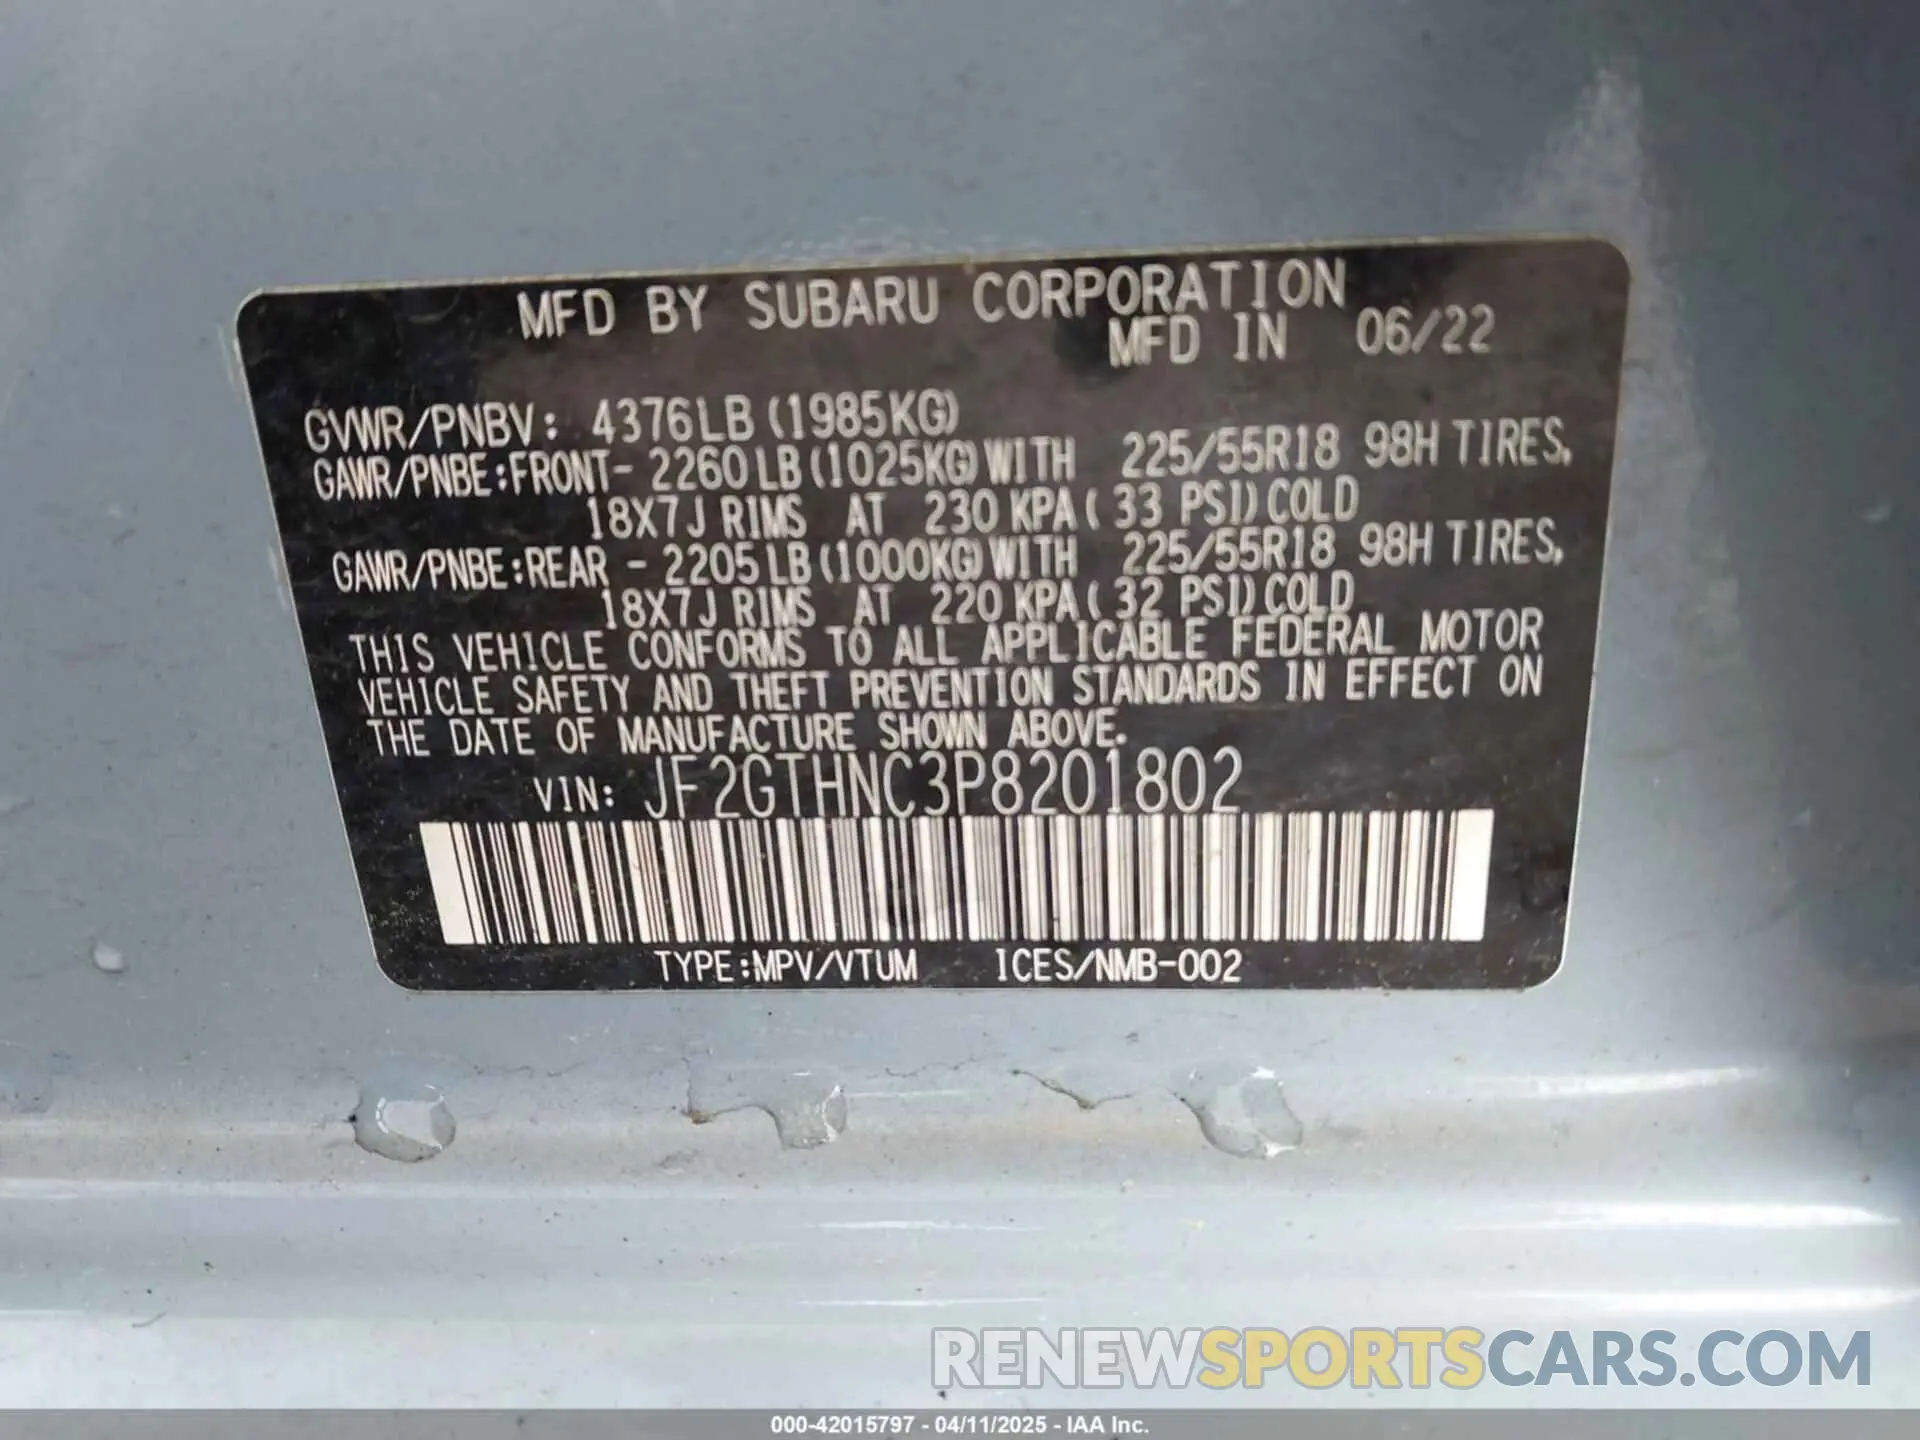 MFD BY SUBARU CORPORATION
MFD IN 06/22
GVWR/PNBV: 4376LB (1985KG)
GAWR/PNBE:FRONT- 2260LB (1025KG) WITH 225/55R18 98H TIRES,
18X7J RIMS AT 230 KPA ( 33 PSI) COLD
GAWR/PNBE:REAR - 2205LB (1000KG) WITH 225/55R18 98H TIRES,
18X7J RIMS AT 220 KPA ( 32 PSI) COLD
THIS VEHICLE CONFORMS TO ALL APPLICABLE FEDERAL MOTOR
VEHICLE SAFETY AND THEFT PREVENTION STANDARDS IN EFFECT ON
THE DATE OF MANUFACTURE SHOWN ABOVE.
VIN: JF2GTHNC3P8201802
TYPE:MPV/VTUM ICES/NMB-002
RENEWSPORTSCARS.COM
000-42015797 - 04/11/2025 - IAA Inc.